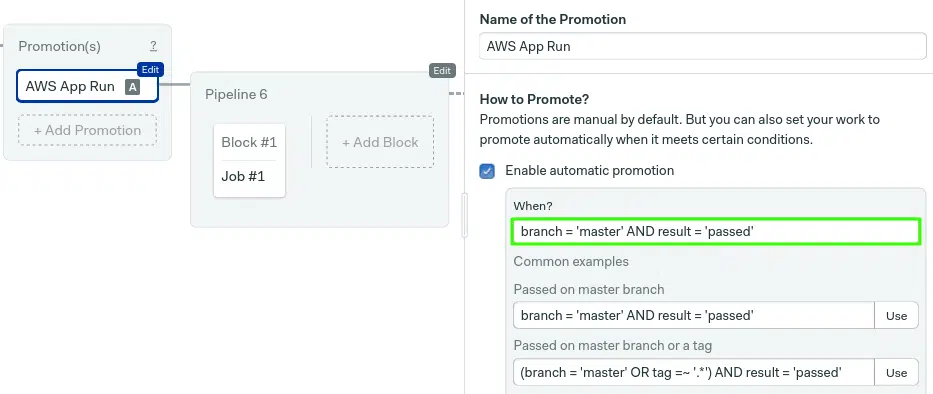 Promotion(s) ?
Edit
AWS App Run A
+ Add Promotion
Edit
Pipeline 6
Block #1
Job #1
+ Add Block
Name of the Promotion
AWS App Run
How to Promote?
Promotions are manual by default. But you can also set your work to
promote automatically when it meets certain conditions.
Enable automatic promotion
When?
branch = 'master' AND result = 'passed'
Common examples
Passed on master branch
branch = 'master' AND result = 'passed' Use
Passed on master branch or a tag
(branch = 'master' OR tag =~ '.*') AND result = 'passed' Use